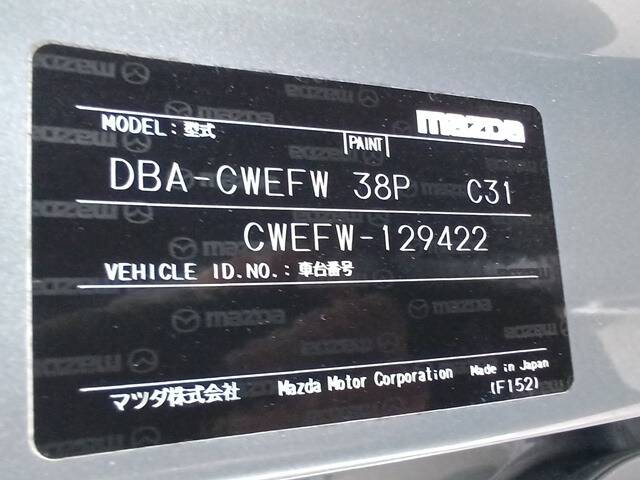 mazda
MODEL: 型式 PAINT
DBA-CWEFW 38P C31
CWEFW-129422
VEHICLE ID.NO.: 車台番号
マツダ株式会社 Mazda Motor Corporation Made in Japan
(F152)